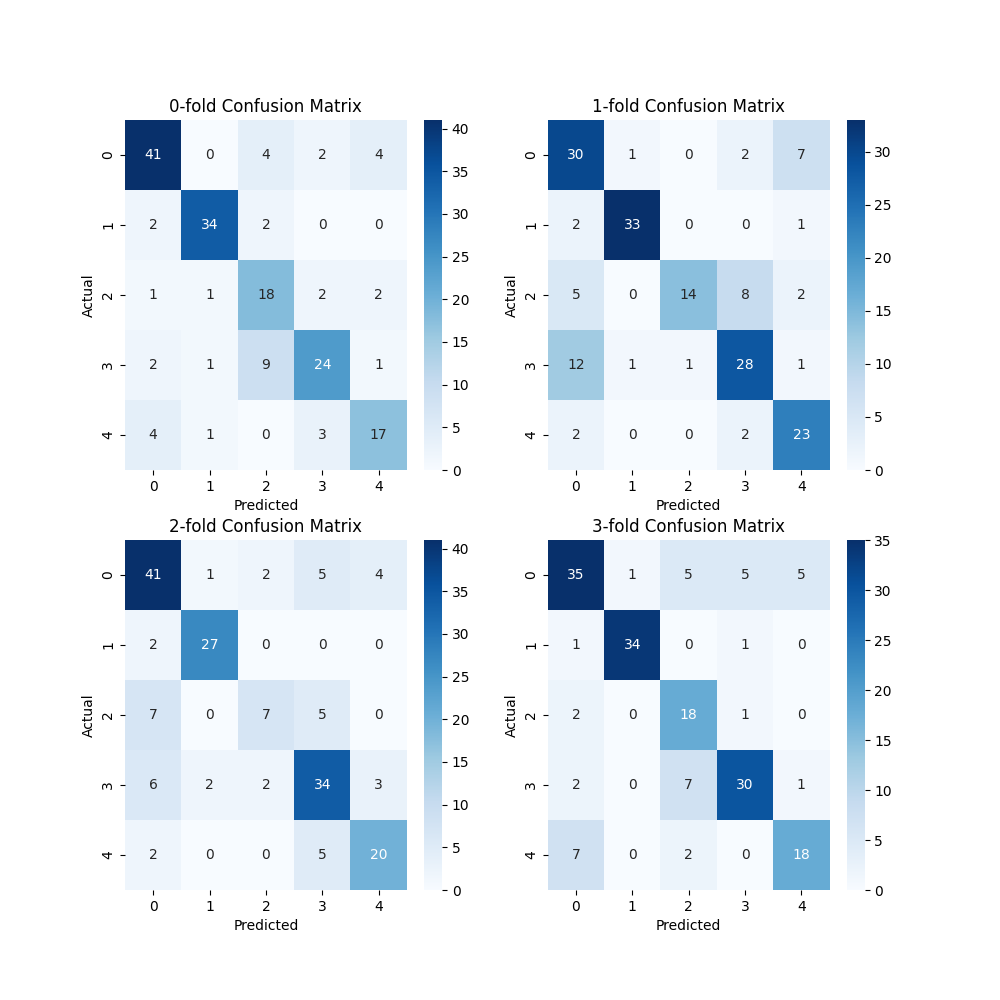 0-fold Confusion Matrix
Actual
0 41 0 4 2 4
1 2 34 2 0 0
2 1 1 18 2 2
3 2 1 9 24 1
4 4 1 0 3 17
0 1 2 3 4
Predicted
40
35
30
25
20
15
10
5
0
1-fold Confusion Matrix
Actual
0 30 1 0 2 7
1 2 33 0 0 1
2 5 0 14 8 2
3 12 1 1 28 1
4 2 0 0 2 23
0 1 2 3 4
Predicted
30
25
20
15
10
5
0
2-fold Confusion Matrix
Actual
0 41 1 2 5 4
1 2 27 0 0 0
2 7 0 7 5 0
3 6 2 2 34 3
4 2 0 0 5 20
0 1 2 3 4
Predicted
40
35
30
25
20
15
10
5
0
3-fold Confusion Matrix
Actual
0 35 1 5 5 5
1 1 34 0 1 0
2 2 0 18 1 0
3 2 0 7 30 1
4 7 0 2 0 18
0 1 2 3 4
Predicted
35
30
25
20
15
10
5
0